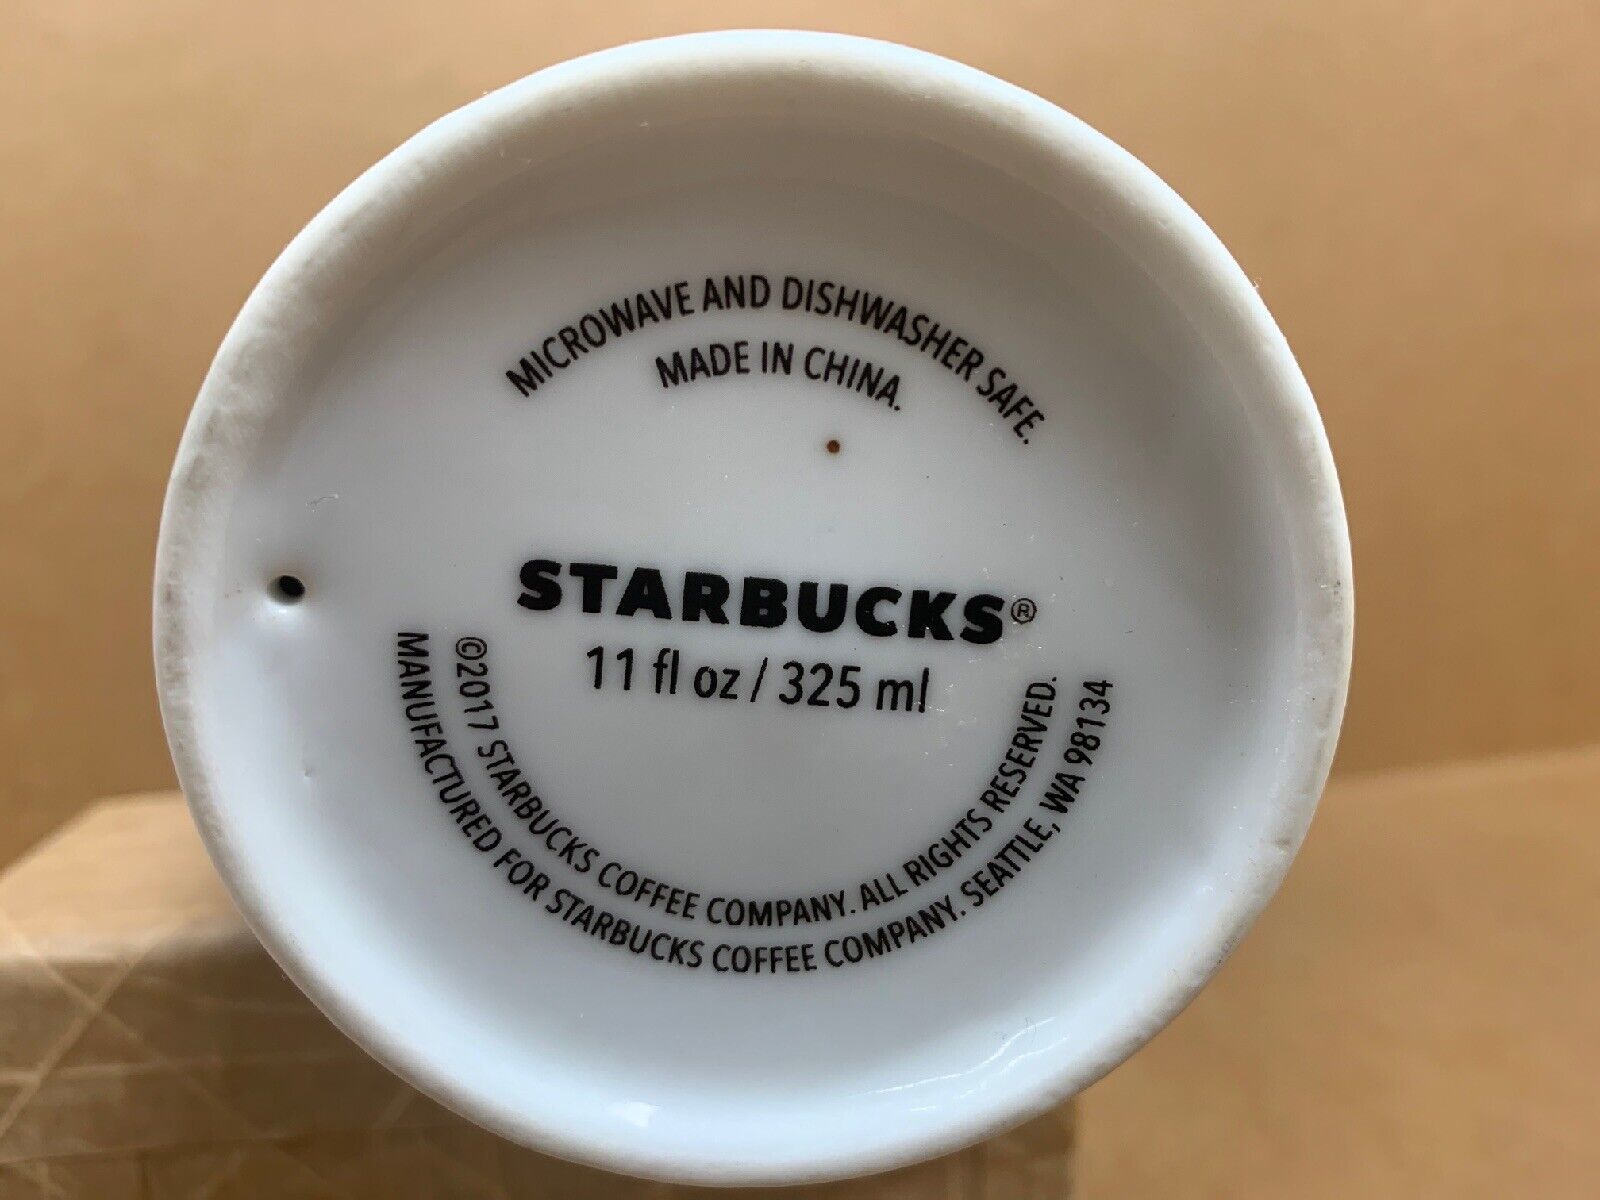 MICROWAVE AND DISHWASHER SAFE.
MADE IN CHINA.
STARBUCKS®
11 fl oz / 325 ml
©2017 STARBUCKS COFFEE COMPANY. ALL RIGHTS RESERVED.
MANUFACTURED FOR STARBUCKS COFFEE COMPANY. SEATTLE, WA 98134